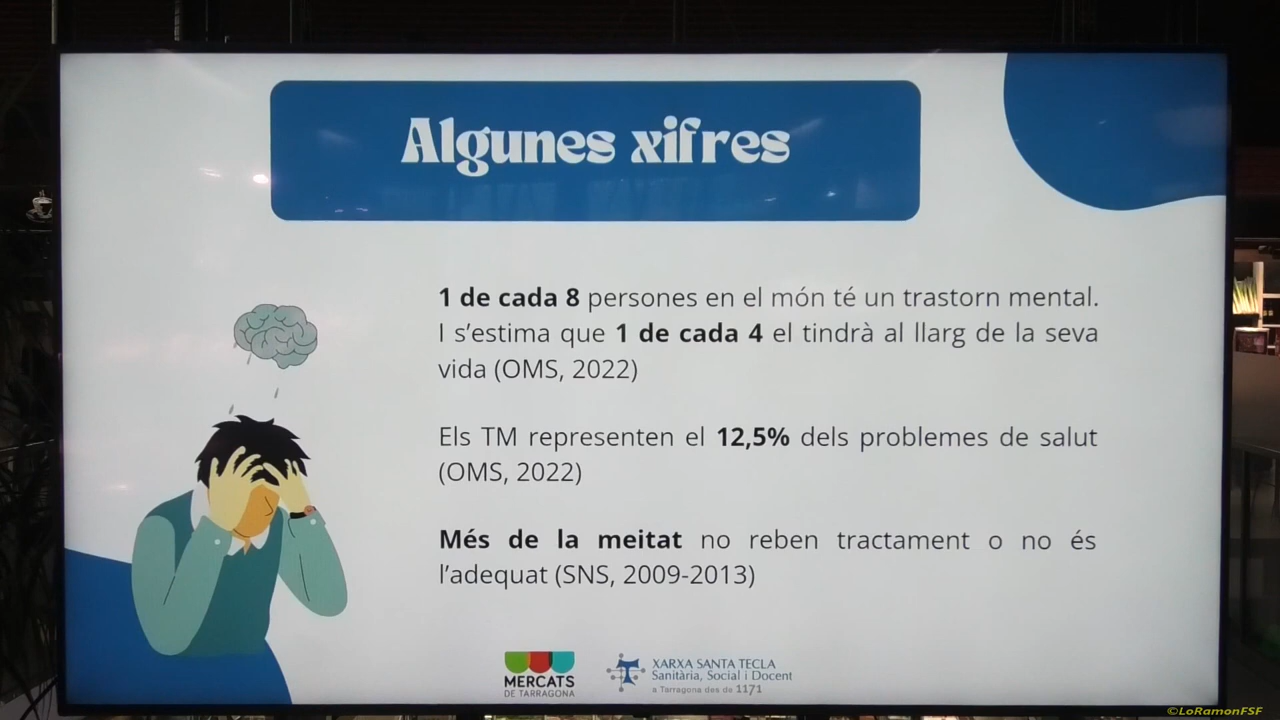 Algunes xifres
1 de cada 8 persones en el món té un trastorn mental.
I s'estima que 1 de cada 4 el tindrà al llarg de la seva
vida (OMS, 2022)
Els TM representen el 12,5% dels problemes de salut
(OMS, 2022)
Més de la meitat no reben tractament o no és
l'adequat (SNS, 2009-2013)
MERCATS
DE TARRAGONA
XARXA SANTA TECLA
Sanitària, Social i Docent
a Tarragona des de 1171
©LoRamonFSF